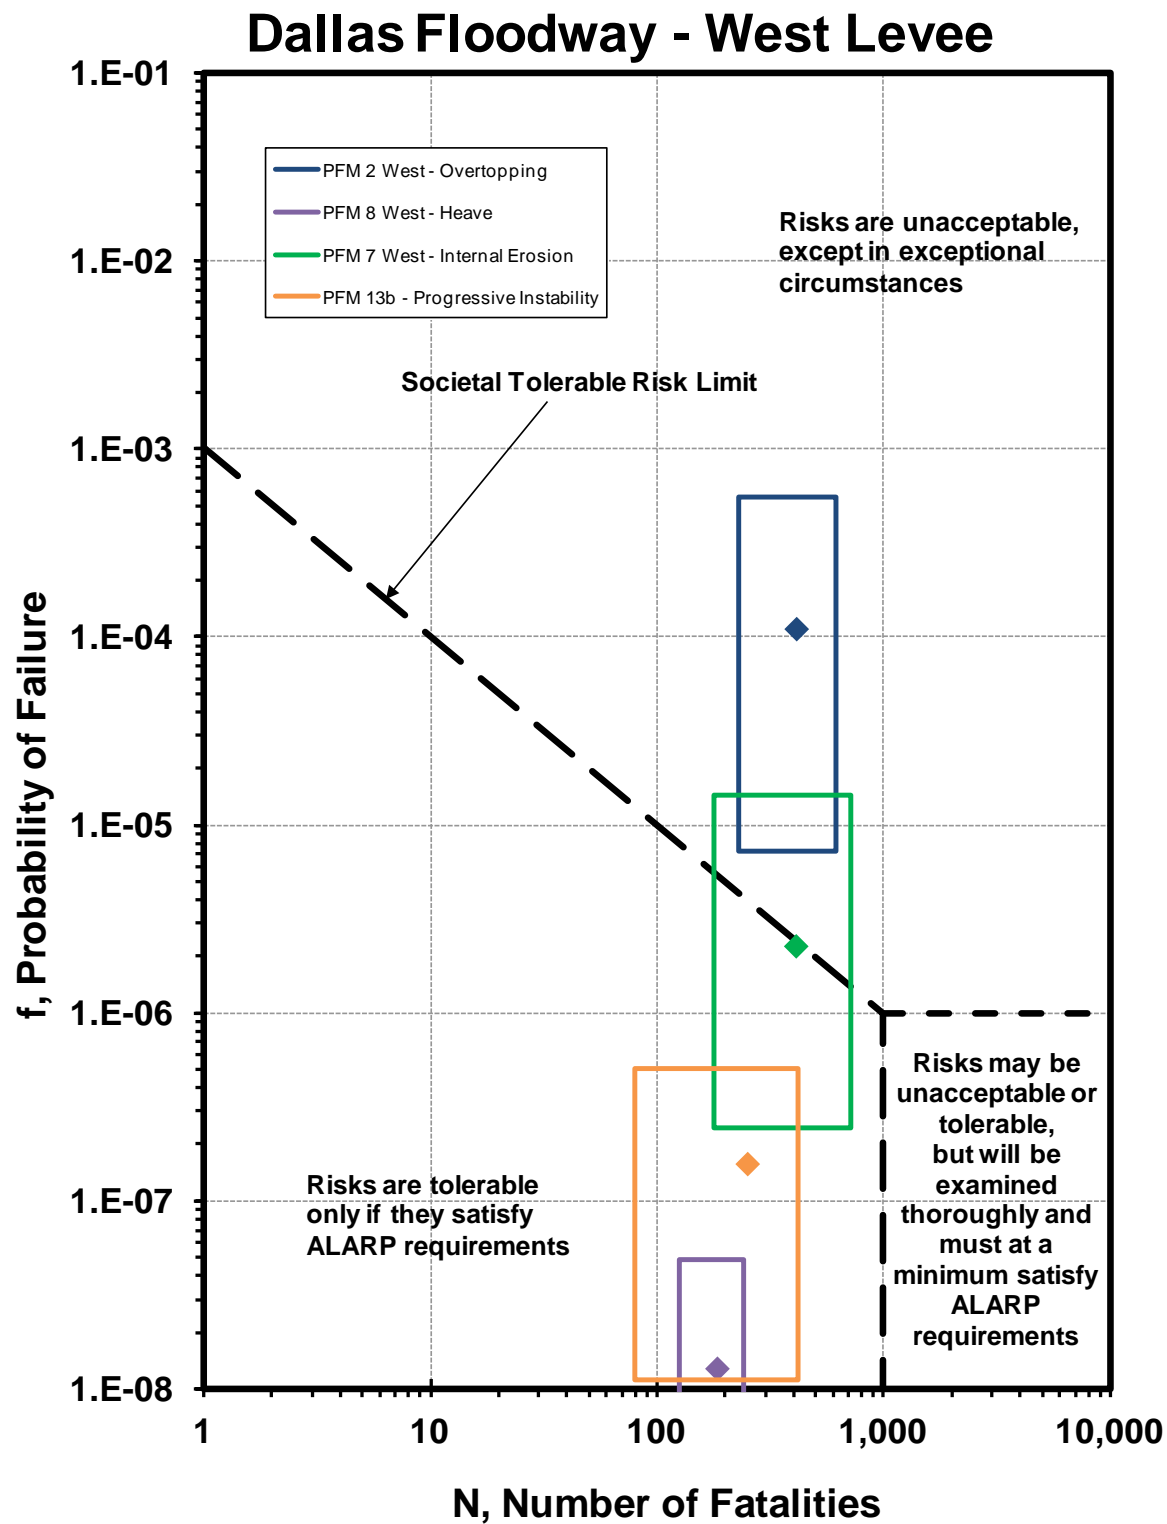 Dallas Floodway - West Levee
1.E-01
PFM 2 West - Overtopping
PFM 8 West - Heave
PFM 7 West - Internal Erosion
PFM 13b - Progressive Instability
Risks are unacceptable,
except in exceptional
circumstances
1.E-02
Societal Tolerable Risk Limit
1.E-03
f, Probability of Failure
1.E-04
1.E-05
1.E-06
Risks may be
unacceptable or
tolerable,
but will be
examined
thoroughly and
must at a
minimum satisfy
ALARP
requirements
Risks are tolerable
only if they satisfy
ALARP requirements
1.E-07
1.E-08
1
10
100
1,000
10,000
N, Number of Fatalities